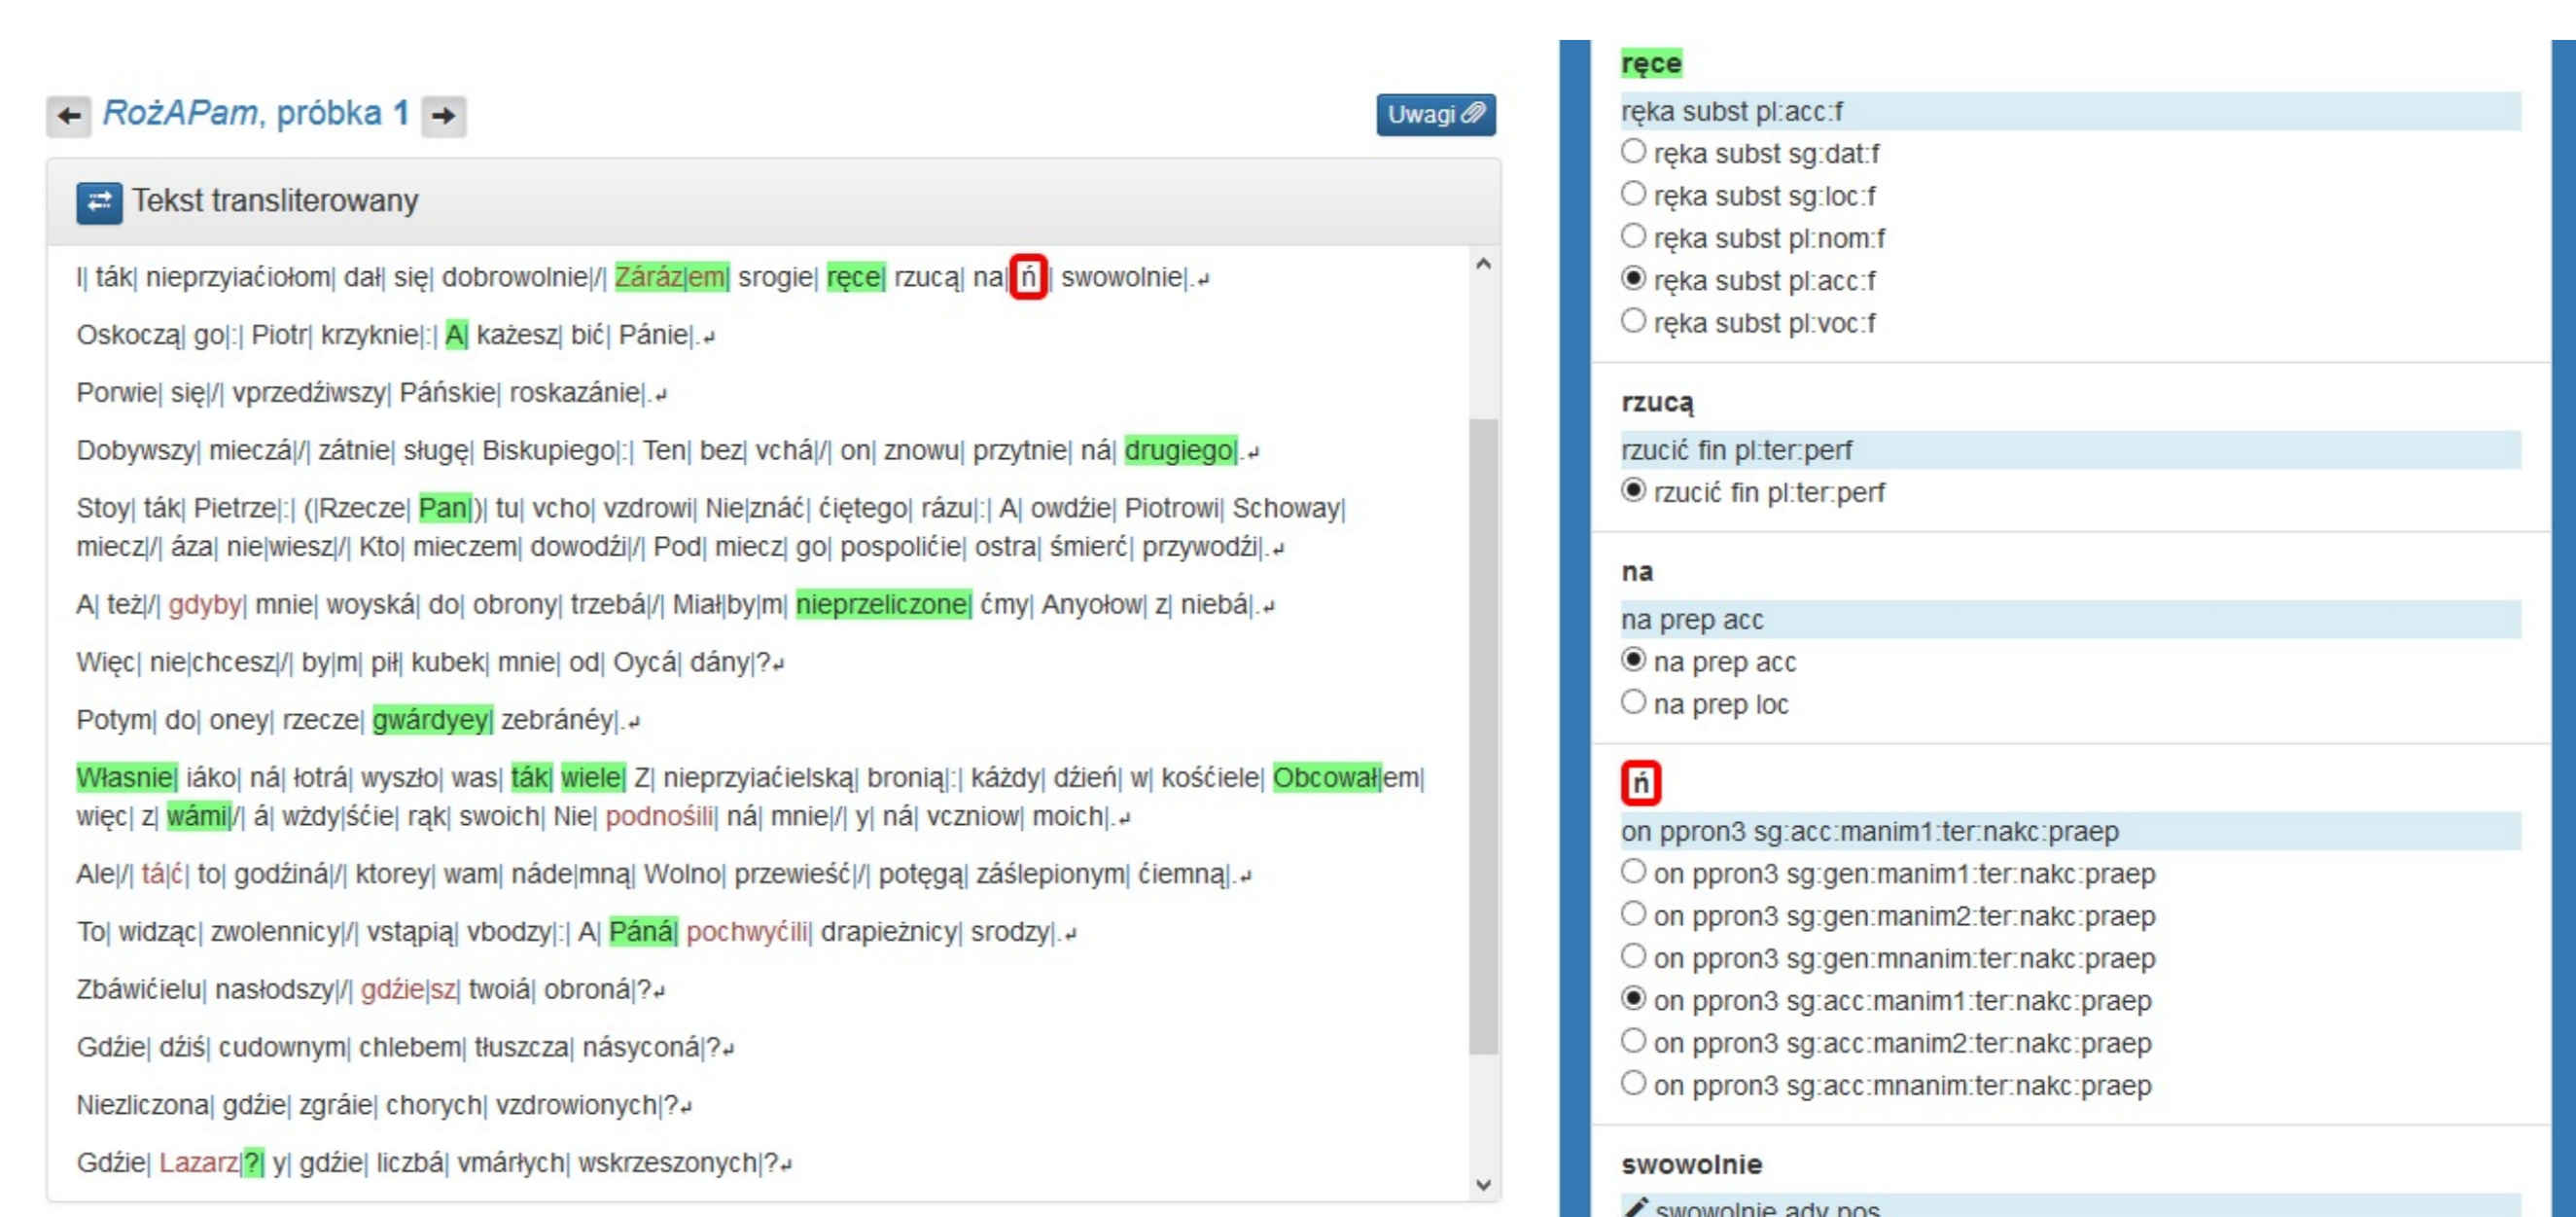 RożAPam, próbka 1
Uwagi
Tekst transliterowany
I| ták| nieprzyiaćiołom| dał| się| dobrowolnie|/| Záráz|em| srogie| ręce| rzucą| na| ń | swowolnie|.↵
Oskoczą| go|:| Piotr| krzyknie|:| A| każesz| bić| Pánie|.↵
Porwie| się|/| vprzedźiwszy| Páńskie| roskazánie|.↵
Dobywszy| mieczá|/| zátnie| sługę| Biskupiego|:| Ten| bez| vchá|/| on| znowu| przytnie| ná| drugiego|.↵
Stoy| ták| Pietrze|:| (|Rzecze| Pan|)| tu| vcho| vzdrowi| Nie|znáć| ćiętego| rázu|:| A| owdźie| Piotrowi| Schoway|
miecz|/| áza| nie|wiesz|/| Kto| mieczem| dowodźi|/| Pod| miecz| go| pospolićie| ostra| śmierć| przywodźi|.↵
A| też|/| gdyby| mnie| woyská| do| obrony| trzebá|/| Miał|by|m| nieprzeliczone| ćmy| Anyołow| z| niebá|.↵
Więc| nie|chcesz|/| by|m| pił| kubek| mnie| od| Oycá| dány|?↵
Potym| do| oney| rzecze| gwárdyey| zebránéy|.↵
Własnie| iáko| ná| łotrá| wyszło| was| ták| wiele| Z| nieprzyiaćielską| bronią|:| káżdy| dźień| w| kośćiele| Obcował|em|
więc| z| wámi|/| á| wżdy|śćie| rąk| swoich| Nie| podnośili| ná| mnie|/| y| ná| vczniow| moich|.↵
Ale|/| tá|ć| to| godźiná|/| ktorey| wam| náde|mną| Wolno| przewieść|/| potęgą| záślepionym| ćiemną|.↵
To| widząc| zwolennicy|/| vstąpią| vbodzy|:| A| Páná| pochwyćili| drapieżnicy| srodzy|.↵
Zbáwićielu| nasłodszy|/| gdźie|sz| twoiá| obroná|?↵
Gdźie| dźiś| cudownym| chlebem| tłuszcza| násyconá|?↵
Niezliczona| gdźie| zgráie| chorych| vzdrowionych|?↵
Gdźie| Lazarz|?| y| gdźie| liczbá| vmárłych| wskrzeszonych|?↵
ręce
ręka subst pl:acc:f
ręka subst sg:dat:f
ręka subst sg:loc:f
ręka subst pl:nom:f
ręka subst pl:acc:f
ręka subst pl:voc:f
rzucą
rzucić fin pl:ter:perf
rzucić fin pl:ter:perf
na
na prep acc
na prep acc
na prep loc
ń
on ppron3 sg:acc:manim1:ter:nakc:praep
on ppron3 sg:gen:manim1:ter:nakc:praep
on ppron3 sg:gen:manim2:ter:nakc:praep
on ppron3 sg:gen:mnanim:ter:nakc:praep
on ppron3 sg:acc:manim1:ter:nakc:praep
on ppron3 sg:acc:manim2:ter:nakc:praep
on ppron3 sg:acc:mnanim:ter:nakc:praep
swowolnie
swowolnie adv pos